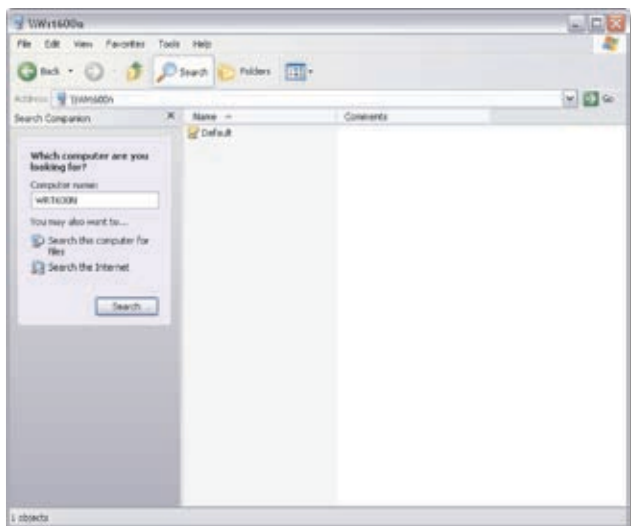 \\Wrt600n
File Edit View Favorites Tools Help
Back Search Folders
Address \\Wrt600n Go
Search Companion
Name Comments
Default
Which computer are you
looking for?
Computer name:
WRT600N
You may also want to...
Search this computer for
files
Search the Internet
Search
1 objects